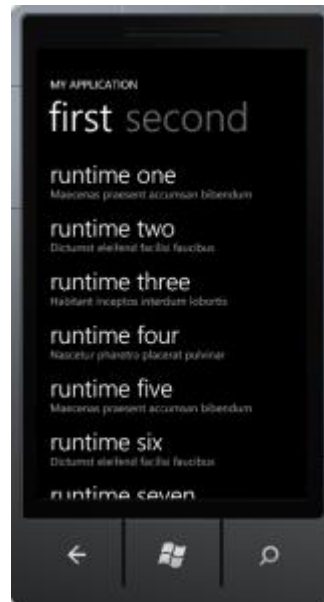 MY APPLICATION
first second
runtime one
Maecenas praesent accumsan bibendum
runtime two
Dictumst eleifend facilisi faucibus
runtime three
Habitant inceptos interdum lobortis
runtime four
Nascetur pharetra placerat pulvinar
runtime five
Maecenas praesent accumsan bibendum
runtime six
Dictumst eleifend facilisi faucibus
runtime seven